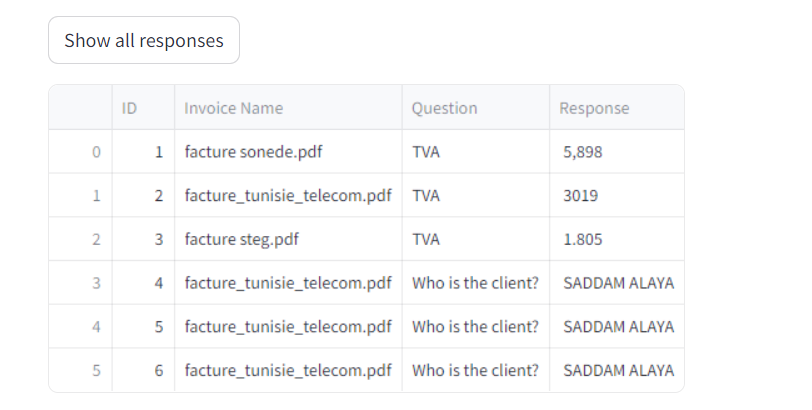 Show all responses
ID Invoice Name Question Response
0 1 facture sonede.pdf TVA 5,898
1 2 facture_tunisie_telecom.pdf TVA 3019
2 3 facture steg.pdf TVA 1.805
3 4 facture_tunisie_telecom.pdf Who is the client? SADDAM ALAYA
4 5 facture_tunisie_telecom.pdf Who is the client? SADDAM ALAYA
5 6 facture_tunisie_telecom.pdf Who is the client? SADDAM ALAYA